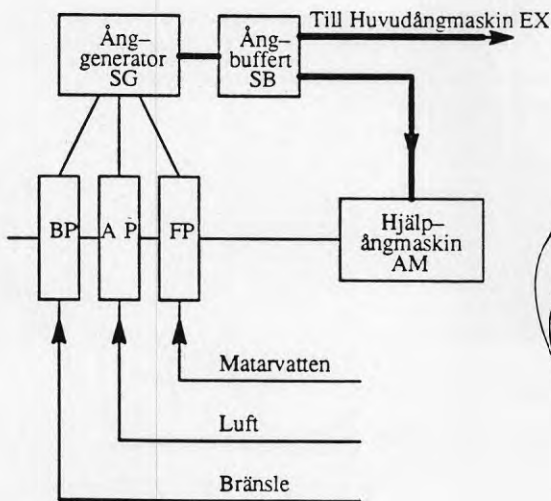 Till Huvudångmaskin EX
Ång–
generator
SG
Ång-
buffert
SB
BP
A P
FP
Hjälp–
ångmaskin
AM
Matarvatten
Luft
Bränsle